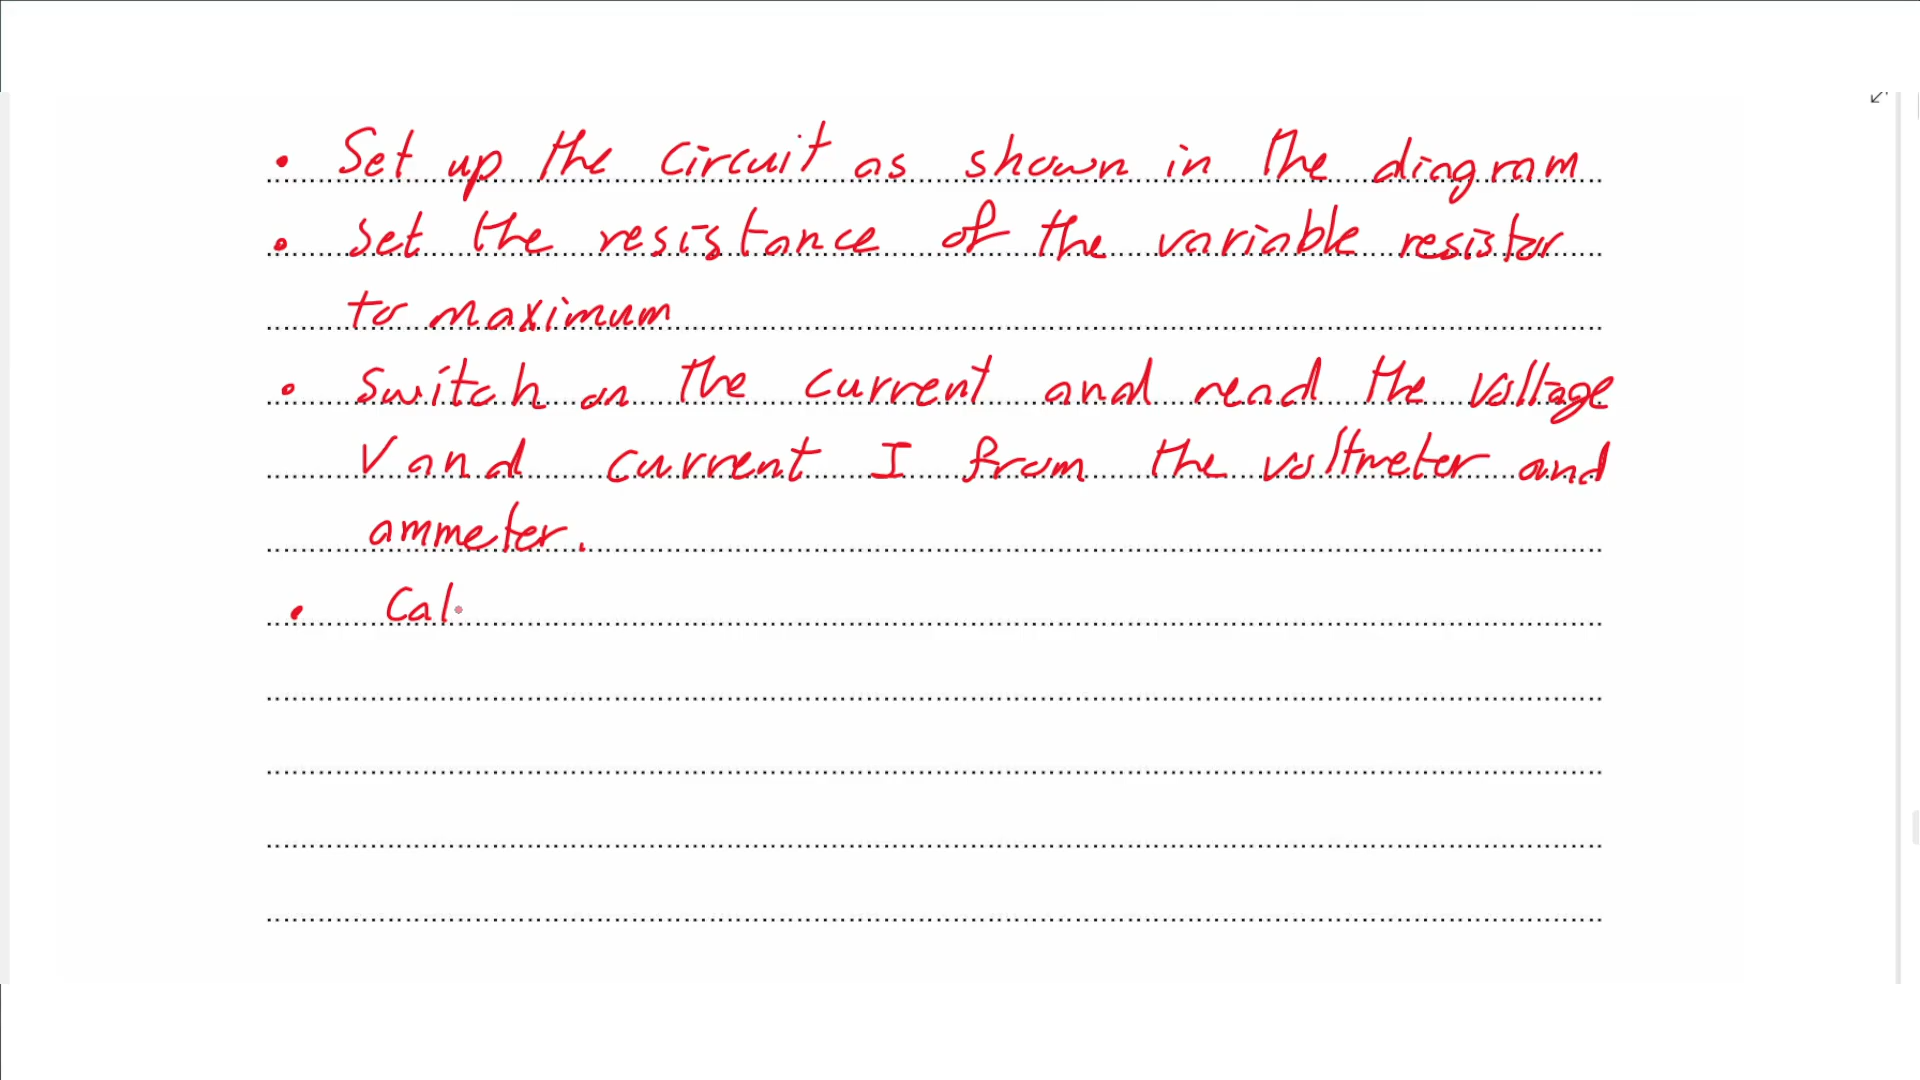 • Set up the circuit as shown in the diagram
• set the resistance of the variable resistor
to maximum
• Switch on the current and read the voltage
V and current I from the voltmeter and
ammeter.
• Cal